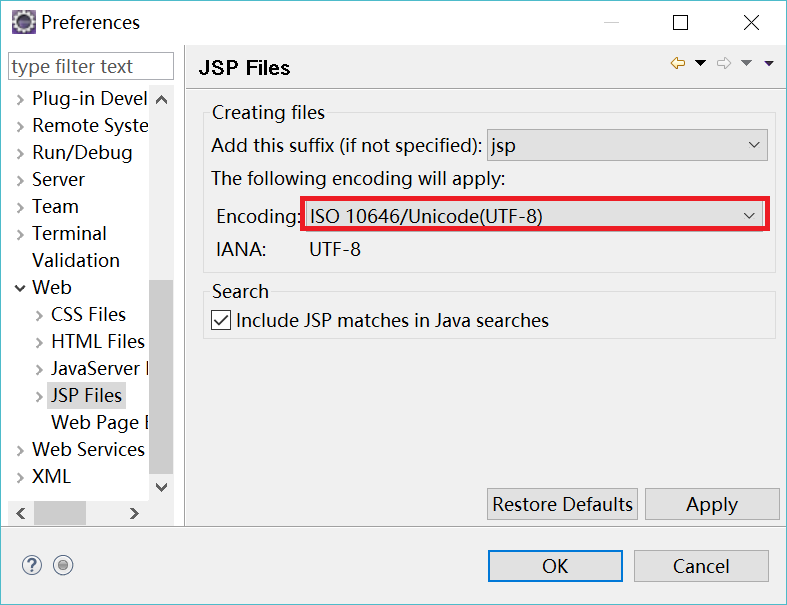 Preferences
type filter text
Plug-in Devel
Remote Syste
Run/Debug
Server
Team
Terminal
Validation
Web
CSS Files
HTML Files
JavaServer
JSP Files
Web Page
Web Services
XML
JSP Files
Creating files
Add this suffix (if not specified): jsp
The following encoding will apply:
Encoding: ISO 10646/Unicode(UTF-8)
IANA: UTF-8
Search
Include JSP matches in Java searches
Restore Defaults Apply
? OK Cancel